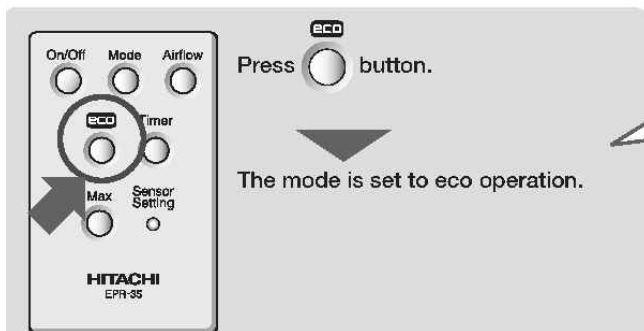 On/Off Mode Airflow
eco Timer
Max Sensor
Setting
HITACHI
EPR-35
eco
Press button.
The mode is set to eco operation.